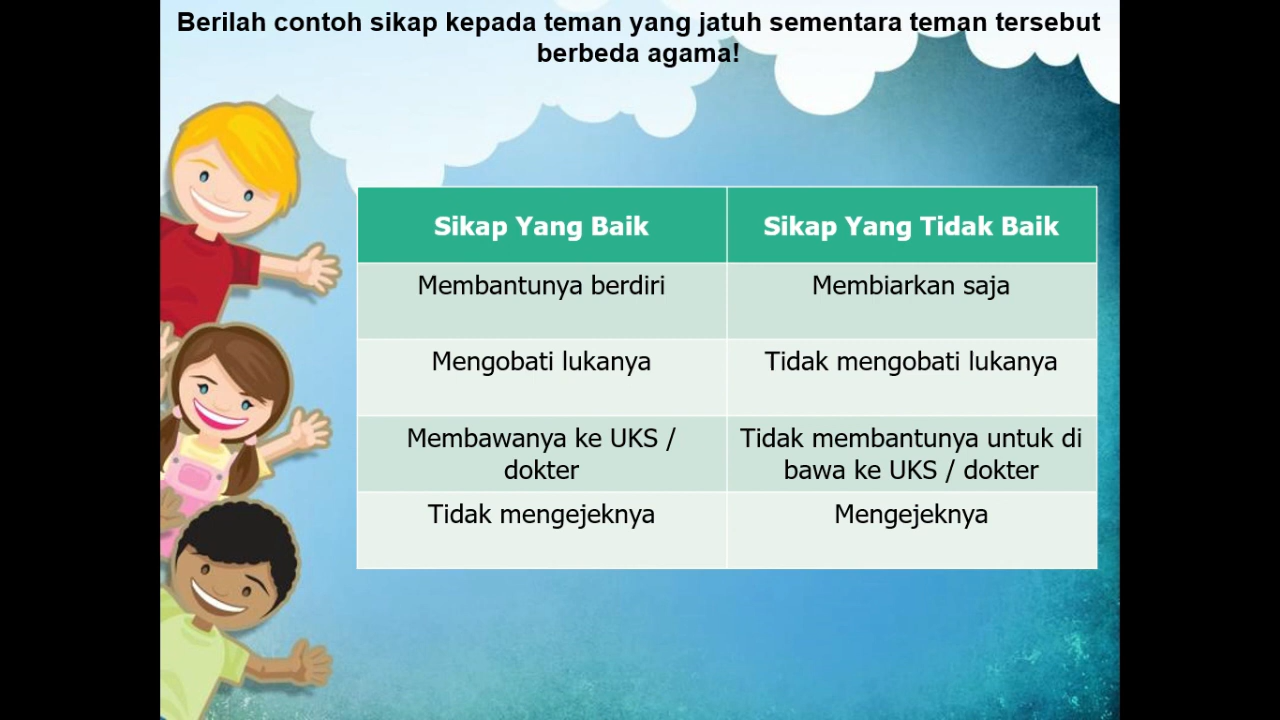 Berilah contoh sikap kepada teman yang jatuh sementara teman tersebut
berbeda agama!
Sikap Yang Baik
Sikap Yang Tidak Baik
Membantunya berdiri
Membiarkan saja
Mengobati lukanya
Tidak mengobati lukanya
Membawanya ke UKS /
dokter
Tidak membantunya untuk di
bawa ke UKS / dokter
Tidak mengejeknya
Mengejeknya